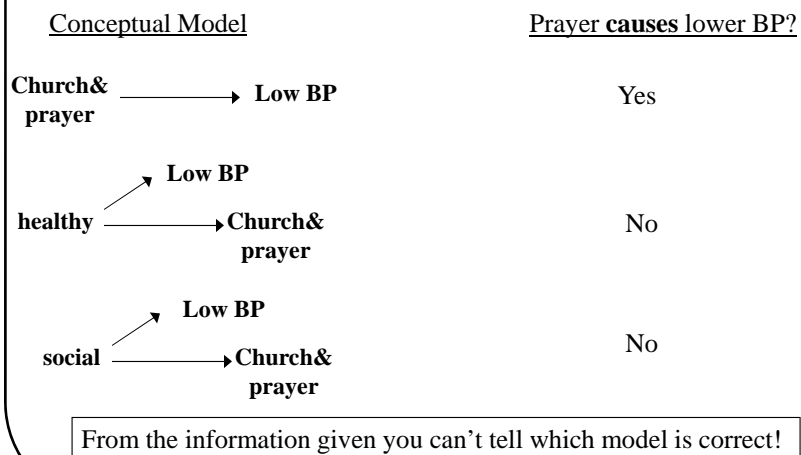 Conceptual Model Prayer causes lower BP?
Church&
prayer
Low BP
Yes
Low BP
healthy
Church&
prayer
No
Low BP
social
Church&
prayer
No
From the information given you can't tell which model is correct!